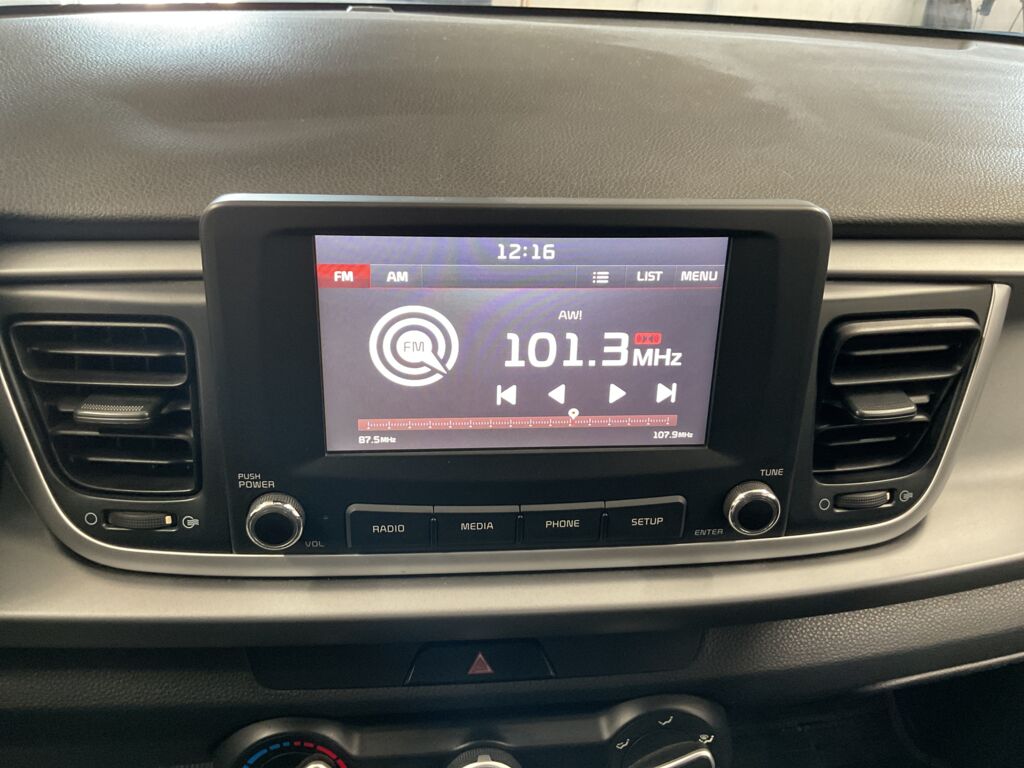 12:16
FM AM LIST MENU
AW!
FM
101.3 MHz
87.5MHz 107.9MHz
PUSH
POWER
TUNE
VOL
RADIO MEDIA PHONE SETUP
ENTER